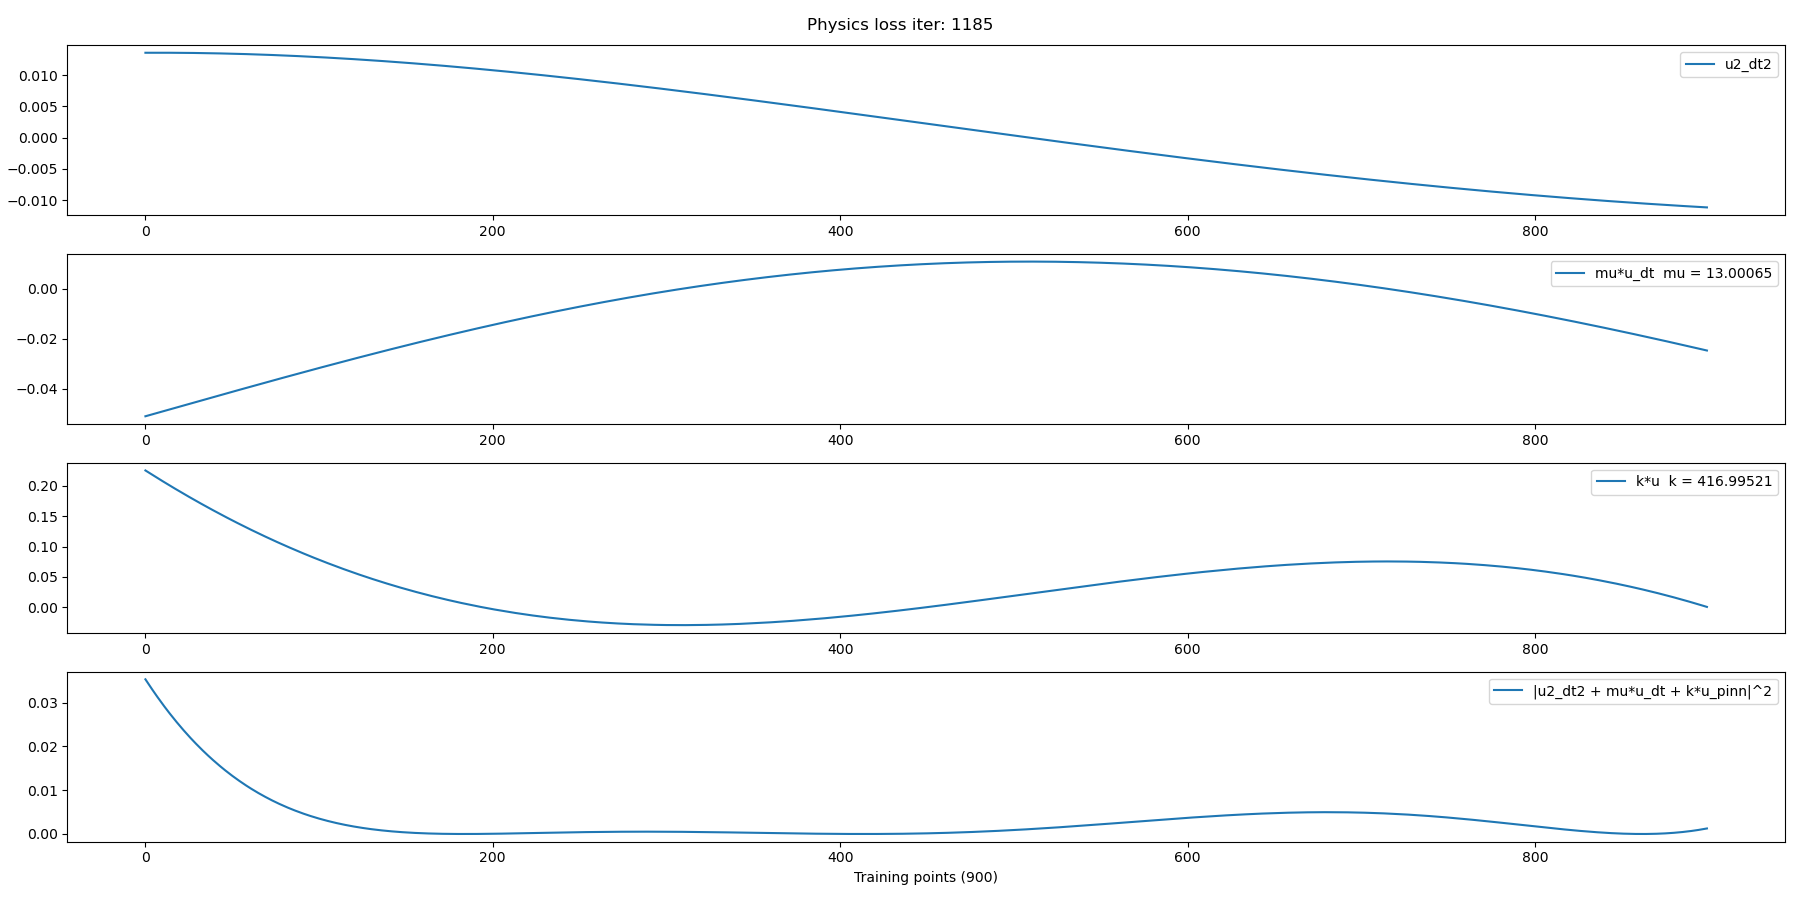 Physics loss iter: 1185
u2_dt2
0.010
0.005
0.000
−0.005
−0.010
0 200 400 600 800
mu*u_dt mu = 13.00065
0.00
−0.02
−0.04
0 200 400 600 800
k*u k = 416.99521
0.20
0.15
0.10
0.05
0.00
0 200 400 600 800
|u2_dt2 + mu*u_dt + k*u_pinn|^2
0.03
0.02
0.01
0.00
0 200 400 600 800
Training points (900)